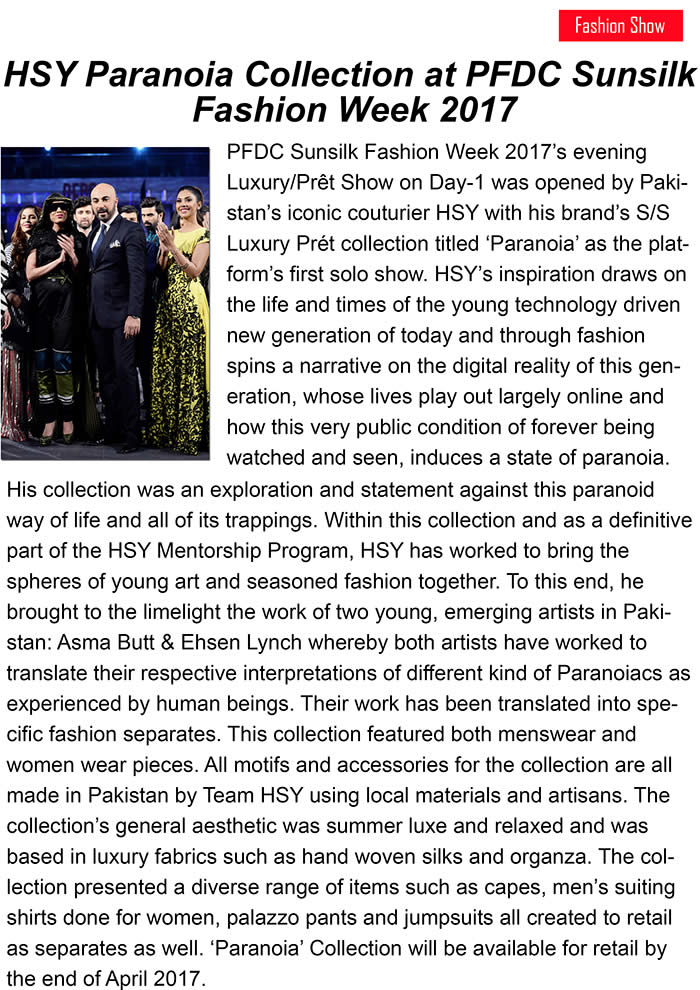 Fashion Show
HSY Paranoia Collection at PFDC Sunsilk
Fashion Week 2017
PFDC Sunsilk Fashion Week 2017’s evening
Luxury/Prêt Show on Day-1 was opened by Paki-
stan’s iconic couturier HSY with his brand’s S/S
Luxury Prét collection titled ‘Paranoia’ as the plat-
form’s first solo show. HSY’s inspiration draws on
the life and times of the young technology driven
new generation of today and through fashion
spins a narrative on the digital reality of this gen-
eration, whose lives play out largely online and
how this very public condition of forever being
watched and seen, induces a state of paranoia.
His collection was an exploration and statement against this paranoid
way of life and all of its trappings. Within this collection and as a definitive
part of the HSY Mentorship Program, HSY has worked to bring the
spheres of young art and seasoned fashion together. To this end, he
brought to the limelight the work of two young, emerging artists in Paki-
stan: Asma Butt & Ehsen Lynch whereby both artists have worked to
translate their respective interpretations of different kind of Paranoiacs as
experienced by human beings. Their work has been translated into spe-
cific fashion separates. This collection featured both menswear and
women wear pieces. All motifs and accessories for the collection are all
made in Pakistan by Team HSY using local materials and artisans. The
collection’s general aesthetic was summer luxe and relaxed and was
based in luxury fabrics such as hand woven silks and organza. The col-
lection presented a diverse range of items such as capes, men’s suiting
shirts done for women, palazzo pants and jumpsuits all created to retail
as separates as well. ‘Paranoia’ Collection will be available for retail by
the end of April 2017.